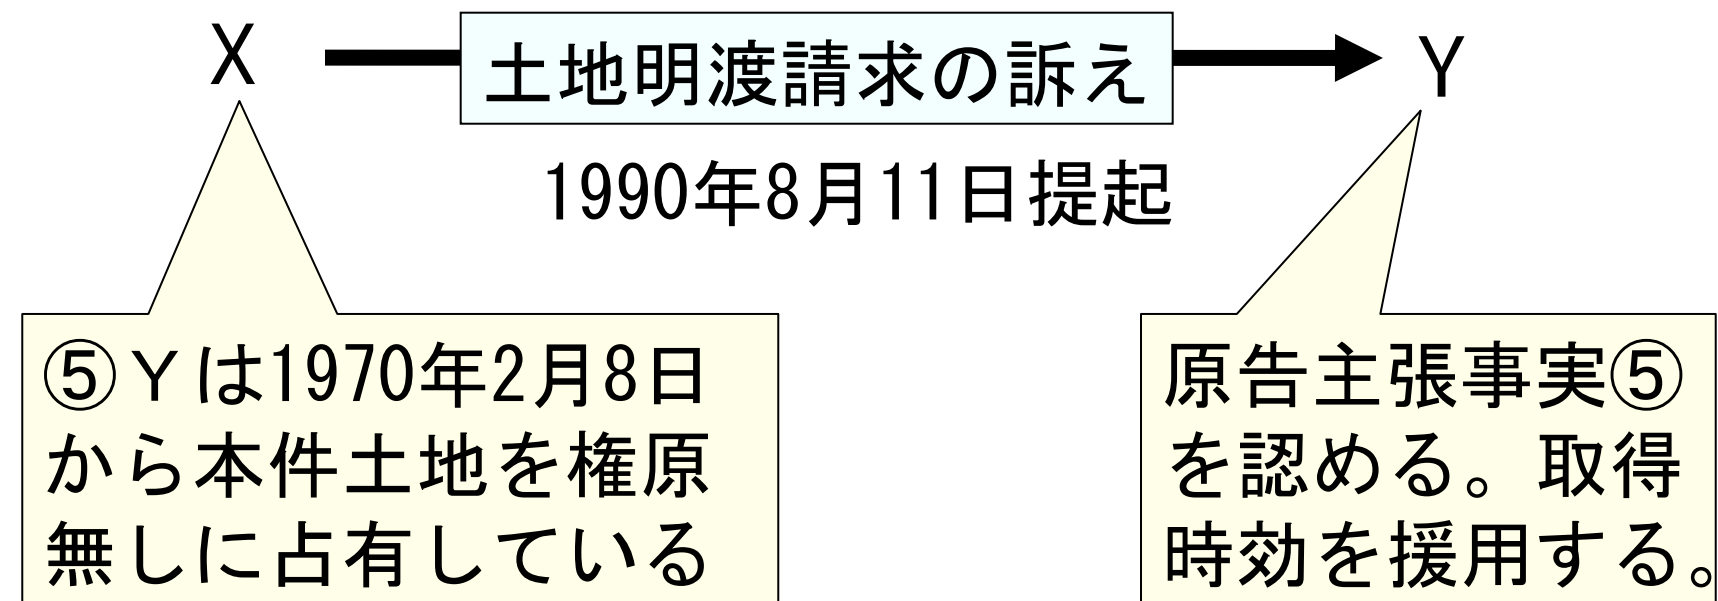 X
土地明渡請求の訴え
Y
1990年8月11日提起
⑤Ｙは1970年2月8日
から本件土地を権原
無しに占有している
原告主張事実⑤
を認める。取得
時効を援用する。